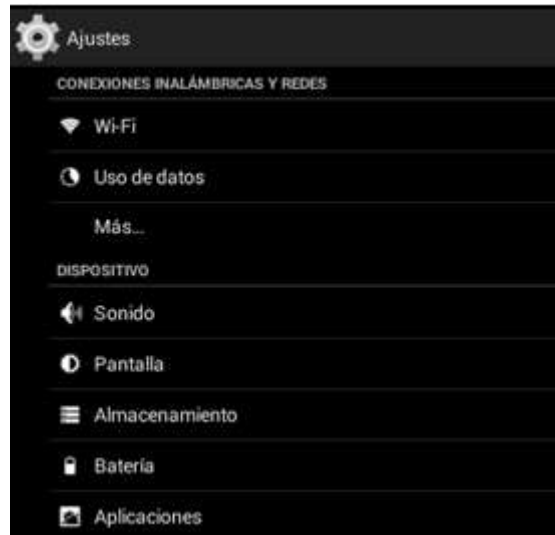 Ajustes
CONEXIONES INALÁMBRICAS Y REDES
Wi-Fi
Uso de datos
Más...
DISPOSITIVO
Sonido
Pantalla
Almacenamiento
Batería
Aplicaciones